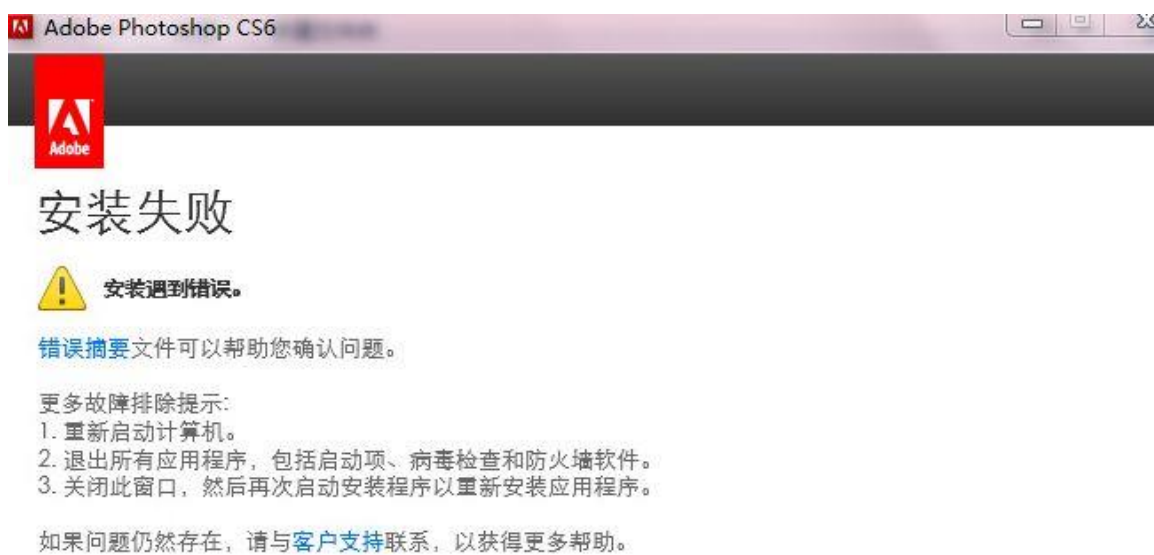 Adobe Photoshop CS6
Adobe
安装失败
安装遇到错误。
错误摘要文件可以帮助您确认问题。
更多故障排除提示:
1. 重新启动计算机。
2. 退出所有应用程序，包括启动项、病毒检查和防火墙软件。
3. 关闭此窗口，然后再次启动安装程序以重新安装应用程序。
如果问题仍然存在，请与客户支持联系，以获得更多帮助。